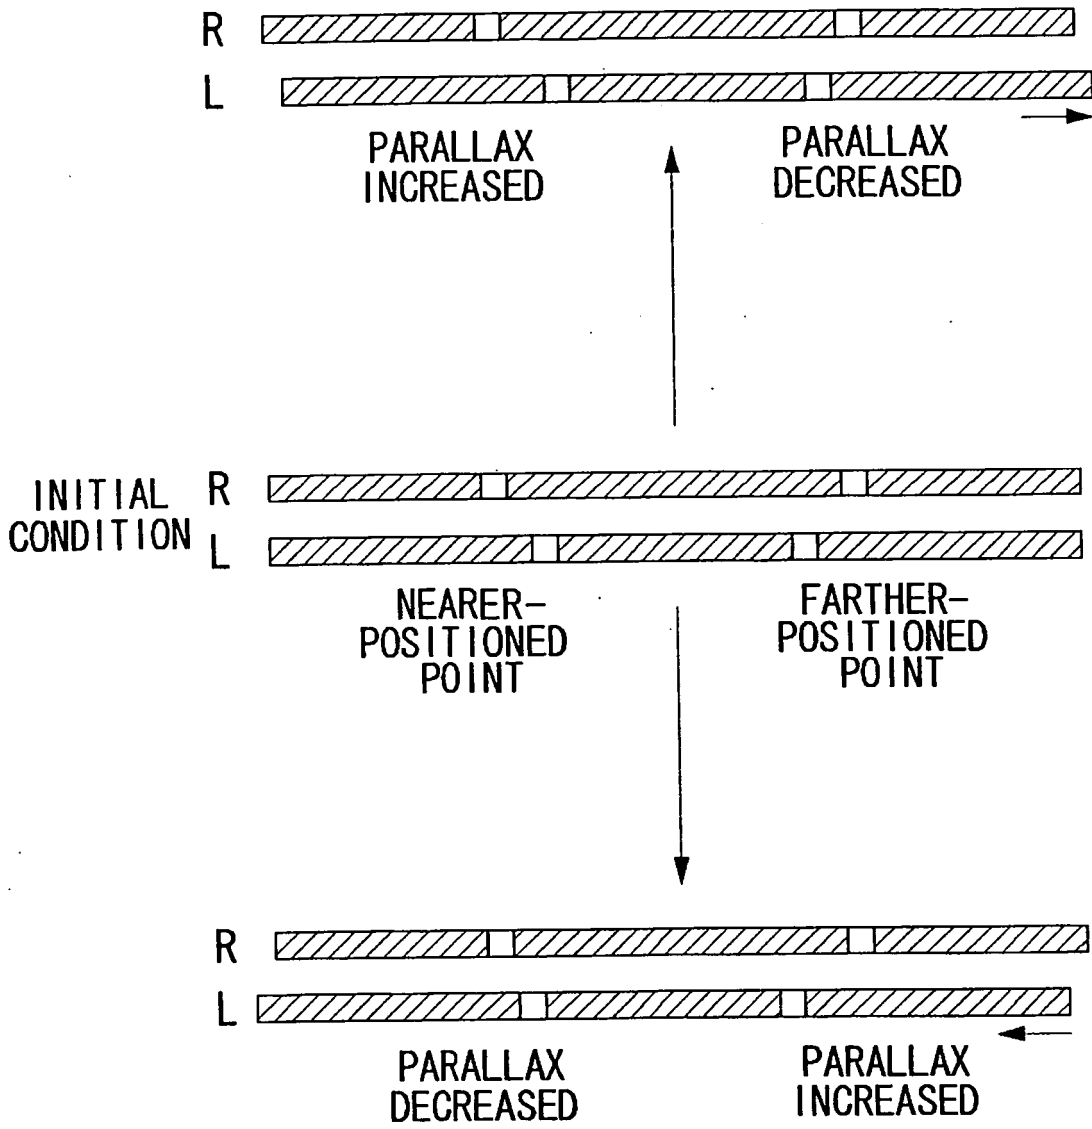 R
L
PARALLAX
INCREASED
PARALLAX
DECREASED
INITIAL
CONDITION
R
L
NEARER-
POSITIONED
POINT
FARTHER-
POSITIONED
POINT
R
L
PARALLAX
DECREASED
PARALLAX
INCREASED